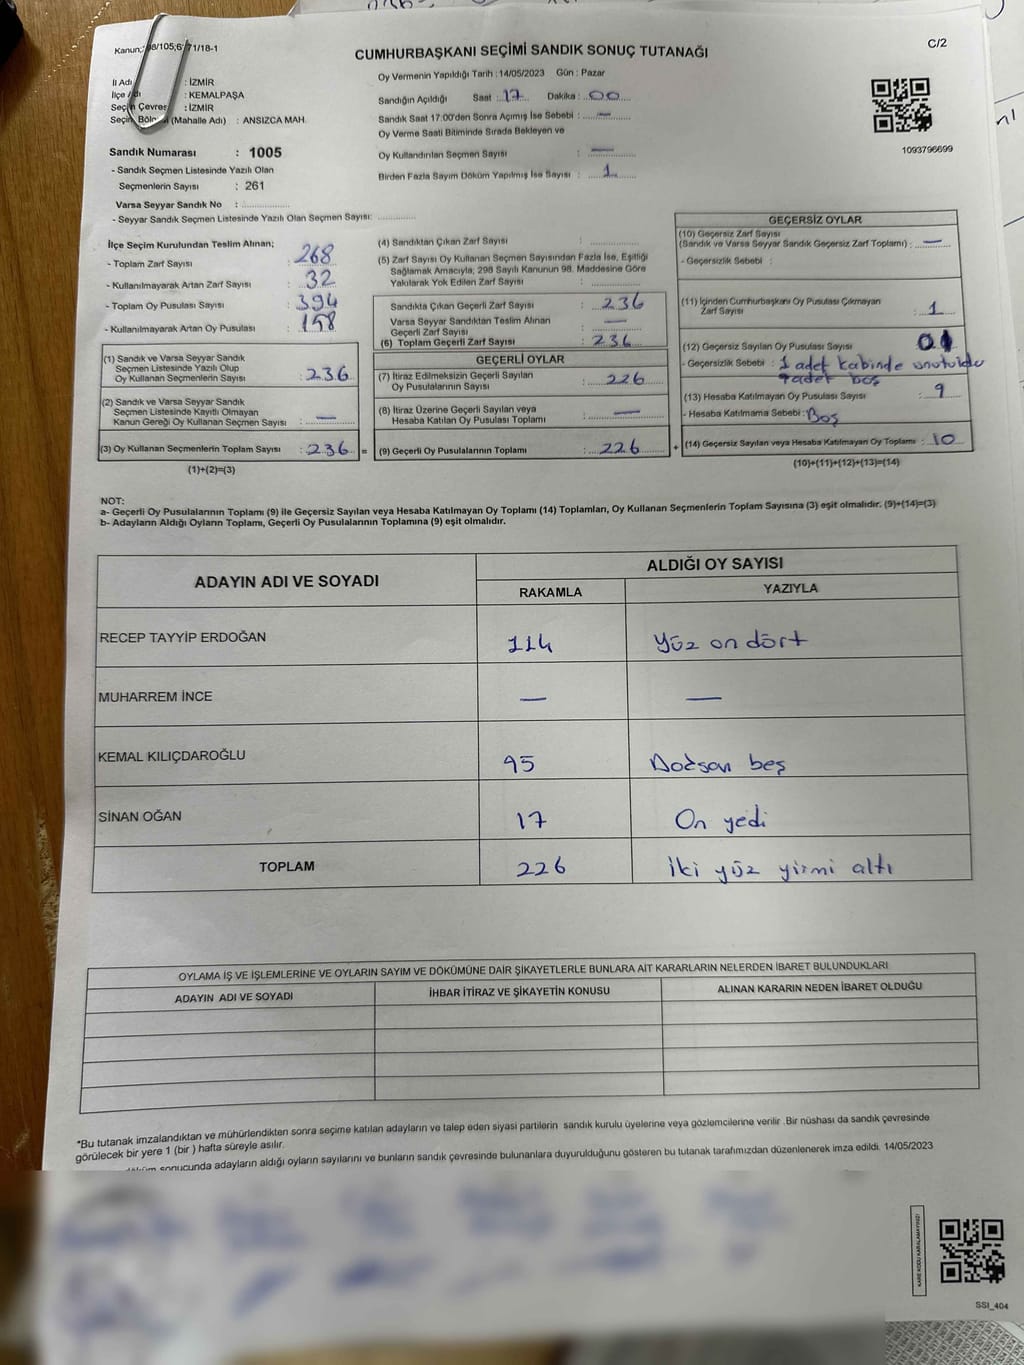 Kanun: 98/105;6 71/18-1
CUMHURBAŞKANI SEÇİMİ SANDIK SONUÇ TUTANAĞI
C/2
İl Adı : İZMİR
İlçe Adı : KEMALPAŞA
Seçim Çevresi : İZMİR
Seçim Bölgesi (Mahalle Adı) : ANSIZCA MAH.
Oy Vermenin Yapıldığı Tarih : 14/05/2023 Gün : Pazar
Sandığın Açıldığı Saat : 17 Dakika : 00
Sandık Saat 17:00'den Sonra Açımış İse Sebebi : —
Oy Verme Saati Bitiminde Sırada Bekleyen ve
Oy Kullandırılan Seçmen Sayısı : —
Birden Fazla Sayım Döküm Yapılmış İse Sayısı : 1
1093796699
Sandık Numarası : 1005
- Sandık Seçmen Listesinde Yazılı Olan
Seçmenlerin Sayısı : 261
Varsa Seyyar Sandık No :
- Seyyar Sandık Seçmen Listesinde Yazılı Olan Seçmen Sayısı:
İlçe Seçim Kurulundan Teslim Alınan;
- Toplam Zarf Sayısı : 268
- Kullanılmayarak Artan Zarf Sayısı : 32
- Toplam Oy Pusulası Sayısı : 394
- Kullanılmayarak Artan Oy Pusulası : 158
(1) Sandık ve Varsa Seyyar Sandık
Seçmen Listesinde Yazılı Olup
Oy Kullanan Seçmenlerin Sayısı : 236
(2) Sandık ve Varsa Seyyar Sandık
Seçmen Listesinde Kayıtlı Olmayan
Kanun Gereği Oy Kullanan Seçmen Sayısı : —
(3) Oy Kullanan Seçmenlerin Toplam Sayısı : 236 =
(1)+(2)=(3)
(4) Sandıktan Çıkan Zarf Sayısı :
(5) Zarf Sayısı Oy Kullanan Seçmen Sayısından Fazla İse, Eşitliği
Sağlamak Amacıyla; 298 Sayılı Kanunun 98. Maddesine Göre
Yakılarak Yok Edilen Zarf Sayısı :
Sandıkta Çıkan Geçerli Zarf Sayısı : 236
Varsa Seyyar Sandıktan Teslim Alınan
Geçerli Zarf Sayısı : —
(6) Toplam Geçerli Zarf Sayısı : 236
GEÇERLİ OYLAR
(7) İtiraz Edilmeksizin Geçerli Sayılan
Oy Pusulalarının Sayısı : 226
(8) İtiraz Üzerine Geçerli Sayılan veya
Hesaba Katılan Oy Pusulası Toplamı : —
(9) Geçerli Oy Pusulalarının Toplamı : 226 +
GEÇERSİZ OYLAR
(10) Geçersiz Zarf Sayısı
(Sandık ve Varsa Seyyar Sandık Geçersiz Zarf Toplamı) : —
- Geçersizlik Sebebi :
(11) İçinden Cumhurbaşkanı Oy Pusulası Çıkmayan
Zarf Sayısı : 1
(12) Geçersiz Sayılan Oy Pusulası Sayısı
- Geçersizlik Sebebi : 1 adet kabinde unutuldu
9 adet boş
(13) Hesaba Katılmayan Oy Pusulası Sayısı : 9
- Hesaba Katılmama Sebebi : Boş
(14) Geçersiz Sayılan veya Hesaba Katılmayan Oy Toplamı : 10
(10)+(11)+(12)+(13)=(14)
NOT:
a- Geçerli Oy Pusulalarının Toplamı (9) ile Geçersiz Sayılan veya Hesaba Katılmayan Oy Toplamı (14) Toplamları, Oy Kullanan Seçmenlerin Toplam Sayısına (3) eşit olmalıdır. (9)+(14)=(3)
b- Adayların Aldığı Oyların Toplamı, Geçerli Oy Pusulalarının Toplamına (9) eşit olmalıdır.
ADAYIN ADI VE SOYADI
ALDIĞI OY SAYISI
RAKAMLA YAZIYLA
RECEP TAYYİP ERDOĞAN 114 Yüz on dört
MUHARREM İNCE — —
KEMAL KILIÇDAROĞLU 95 Doksan beş
SİNAN OĞAN 17 On yedi
TOPLAM 226 İki yüz yirmi altı
OYLAMA İŞ VE İŞLEMLERİNE VE OYLARIN SAYIM VE DÖKÜMÜNE DAİR ŞİKAYETLERLE BUNLARA AİT KARARLARIN NELERDEN İBARET BULUNDUKLARI
ADAYIN ADI VE SOYADI İHBAR İTİRAZ VE ŞİKAYETİN KONUSU ALINAN KARARIN NEDEN İBARET OLDUĞU
*Bu tutanak imzalandıktan ve mühürlendikten sonra seçime katılan adayların ve talep eden siyasi partilerin sandık kurulu üyelerine veya gözlemcilerine verilir .Bir nüshası da sandık çevresinde
görülecek bir yere 1 (bir ) hafta süreyle asılır.
sonucunda adayların aldığı oyların sayılarını ve bunların sandık çevresinde bulunanlara duyurulduğunu gösteren bu tutanak tarafımızdan düzenlenerek imza edildi. 14/05/2023
KARE KODU KARALAMAYINIZ!
SSI_404